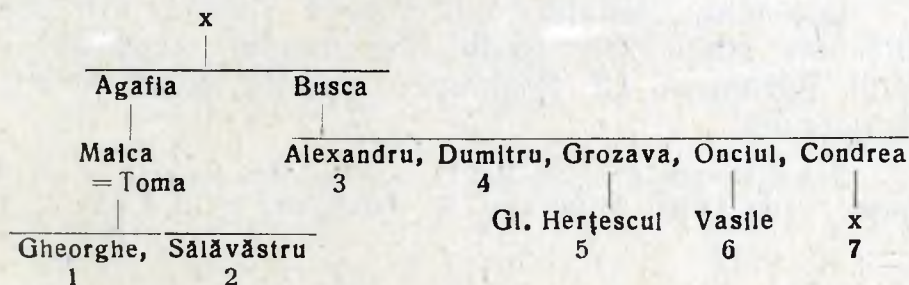 x
Agafia Busca
Maica Alexandru, Dumitru, Grozava, Onciul, Condrea
=Toma 3 4
Gl. Herțescul Vasile x
Gheorghe, Sălăvăstru 5 6 7
1 2